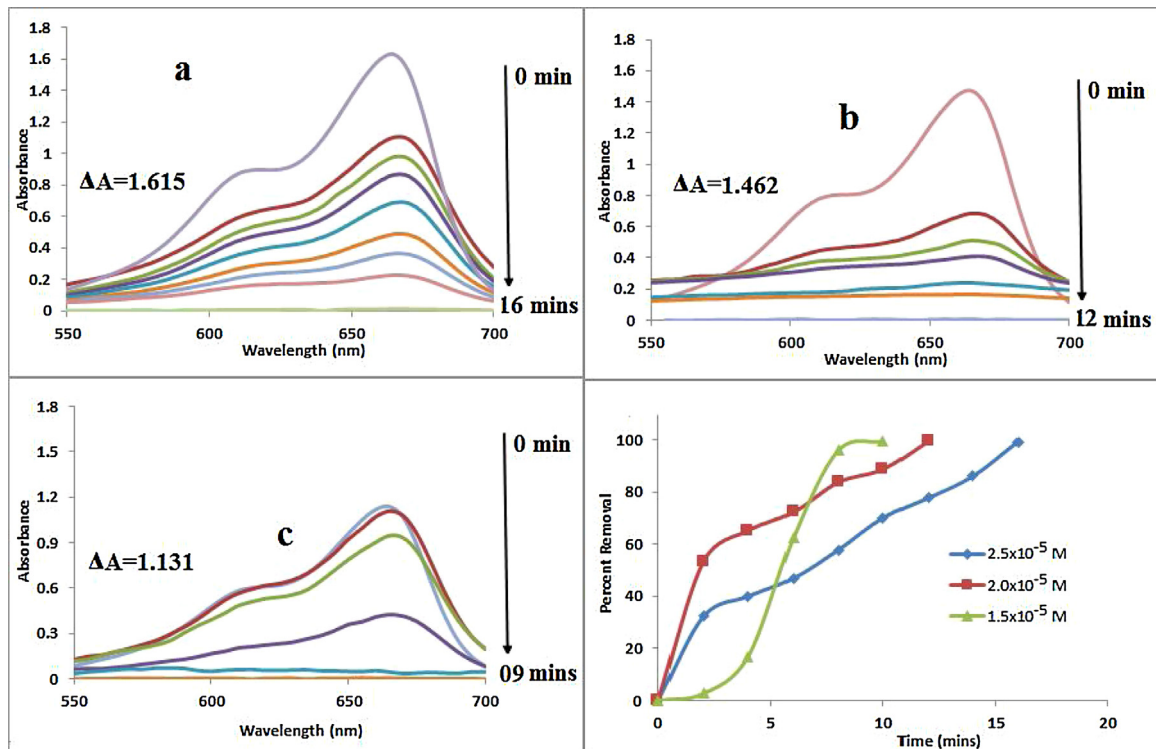 1.8
1.6
1.4
1.2
1
0.8
0.6
0.4
0.2
0
Absorbance
a
0 min
ΔA=1.615
16 mins
550 600 650 700
Wavelength (nm)
1.8
1.6
1.4
1.2
1
0.8
0.6
0.4
0.2
0
Absorbance
b
0 min
ΔA=1.462
12 mins
550 600 650 700
Wavelength (nm)
1.8
1.5
1.2
0.9
0.6
0.3
0
Absorbance
c
0 min
ΔA=1.131
09 mins
550 600 650 700
Wavelength (nm)
100
80
60
40
20
0
Percent Removal
2.5x10⁻⁵ M
2.0x10⁻⁵ M
1.5x10⁻⁵ M
0 5 10 15 20
Time (mins)